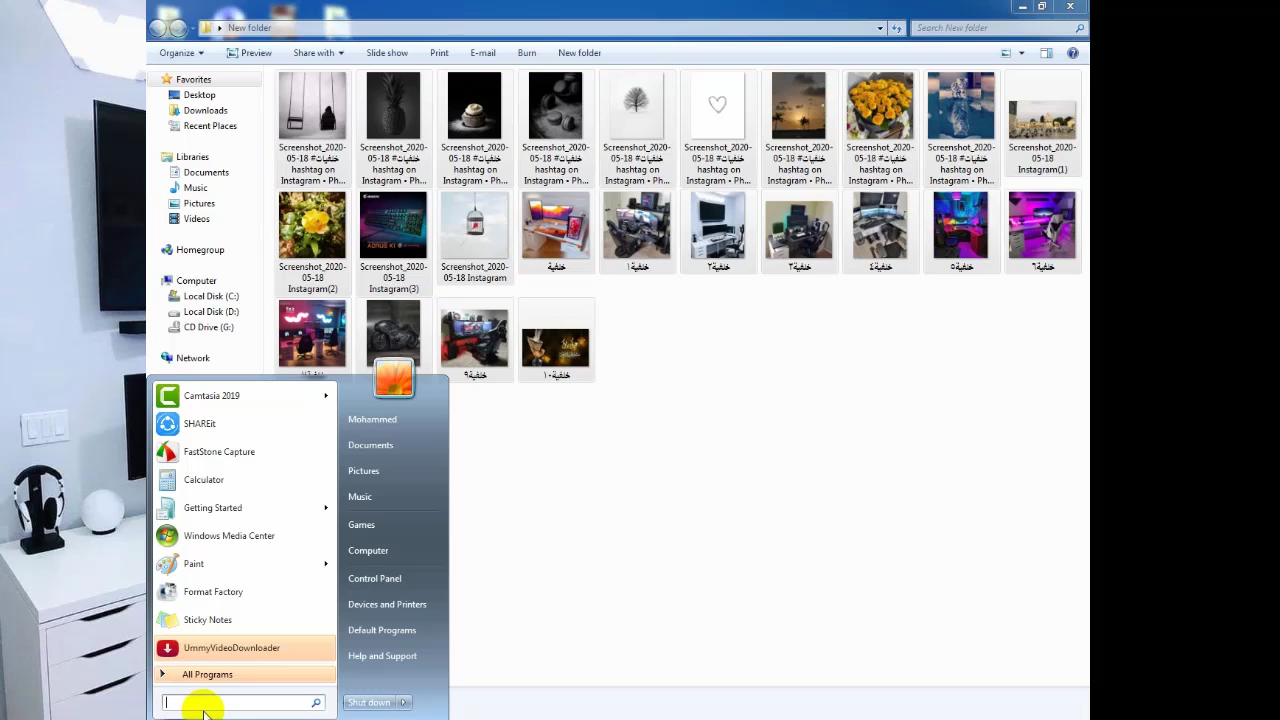 New folder
Search New folder
Organize
Preview
Share with
Slide show
Print
E-mail
Burn
New folder
Favorites
Desktop
Downloads
Recent Places
Libraries
Documents
Music
Pictures
Videos
Homegroup
Computer
Local Disk (C:)
Local Disk (D:)
CD Drive (G:)
Network
Screenshot_2020-
05-18
خلفيات#
hashtag on
Instagram • Ph...
Screenshot_2020-
05-18
خلفيات#
hashtag on
Instagram • Ph...
Screenshot_2020-
05-18
خلفيات#
hashtag on
Instagram • Ph...
Screenshot_2020-
05-18
خلفيات#
hashtag on
Instagram • Ph...
Screenshot_2020-
05-18
خلفيات#
hashtag on
Instagram • Ph...
Screenshot_2020-
05-18
خلفيات#
hashtag on
Instagram • Ph...
Screenshot_2020-
05-18
خلفيات#
hashtag on
Instagram • Ph...
Screenshot_2020-
05-18
خلفيات#
hashtag on
Instagram • Ph...
Screenshot_2020-
05-18
خلفيات#
hashtag on
Instagram • Ph...
Screenshot_2020-
05-18
Instagram(1)
Screenshot_2020-
05-18
Instagram(2)
Screenshot_2020-
05-18
Instagram(3)
Screenshot_2020-
05-18 Instagram
خلفية
خلفية١
خلفية٢
خلفية٣
خلفية٤
خلفية٥
خلفية٦
خلفية٩
خلفية١٠
Camtasia 2019
SHAREit
FastStone Capture
Calculator
Getting Started
Windows Media Center
Paint
Format Factory
Sticky Notes
UmmyVideoDownloader
All Programs
Mohammed
Documents
Pictures
Music
Games
Computer
Control Panel
Devices and Printers
Default Programs
Help and Support
Shut down